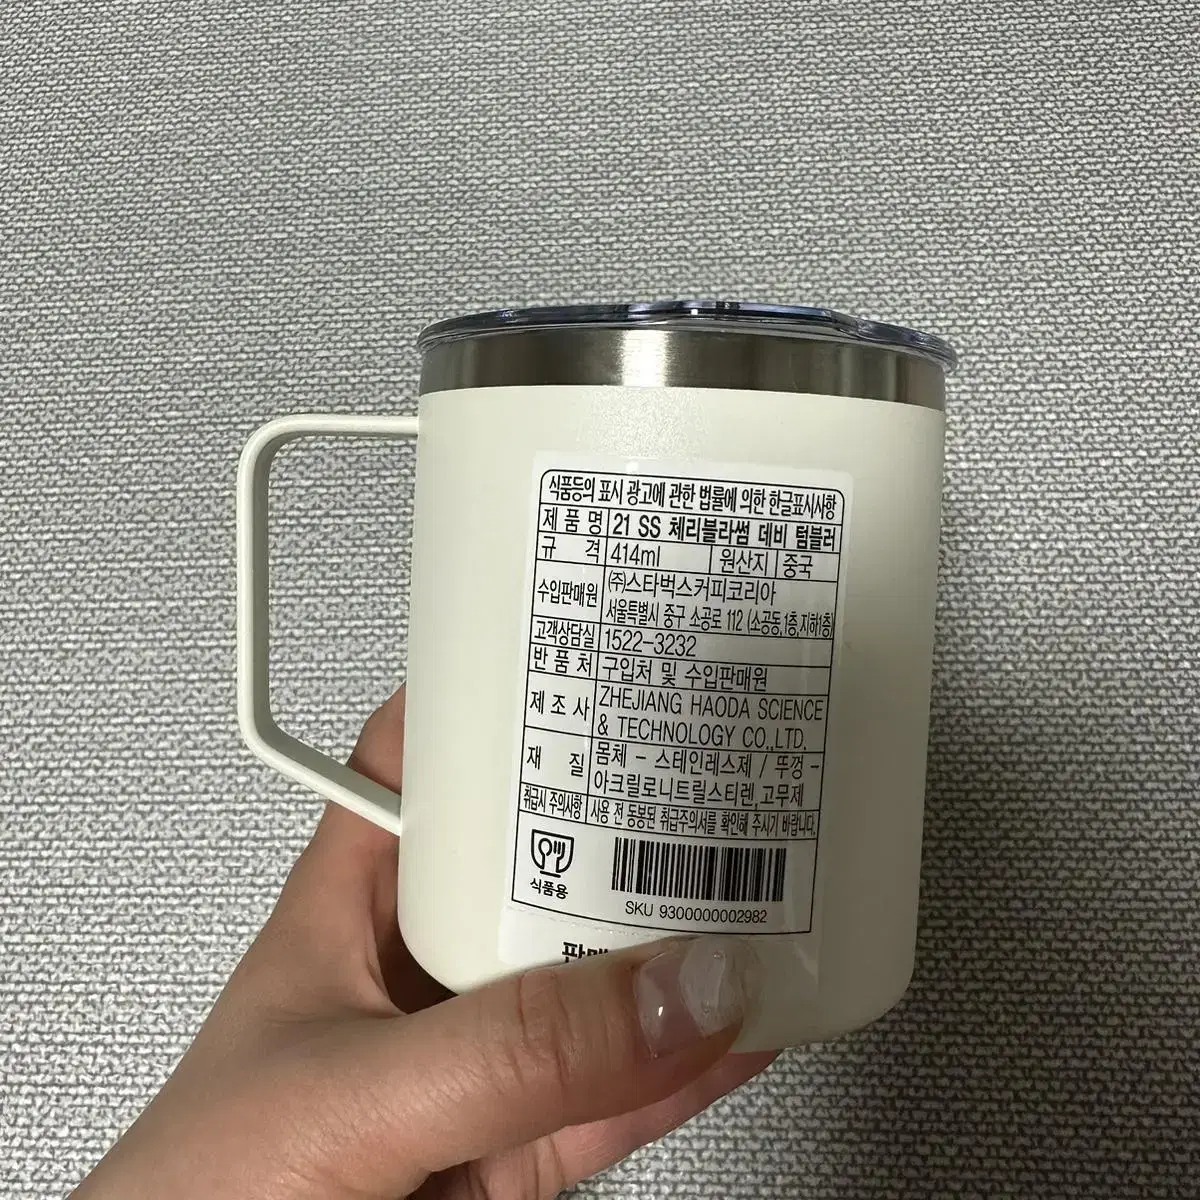 식품등의 표시 광고에 관한 법률에 의한 한글표시사항
제 품 명 21 SS 체리블라썸 데비 텀블러
규 격 414ml 원산지 중국
수입판매원 ㈜스타벅스커피코리아
서울특별시 중구 소공로 112 (소공동,1층,지하1층)
고객상담실 1522-3232
반 품 처 구입처 및 수입판매원
제 조 사 ZHEJIANG HAODA SCIENCE
& TECHNOLOGY CO.,LTD.
재 질 몸체 - 스테인레스제 / 뚜껑 -
아크릴로니트릴스티렌,고무제
취급시 주의사항 사용 전 동봉된 취급주의서를 확인해 주시기 바랍니다.
식품용
SKU 9300000002982